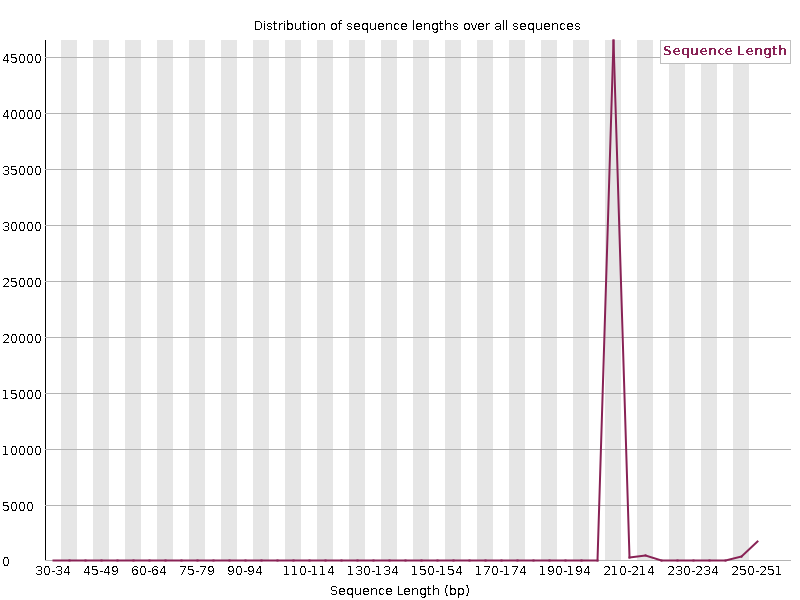 Distribution of sequence lengths over all sequences
Sequence Length
45000
40000
35000
30000
25000
20000
15000
10000
5000
0
30-34 45-49 60-64 75-79 90-94 110-114 130-134 150-154 170-174 190-194 210-214 230-234 250-251
Sequence Length (bp)